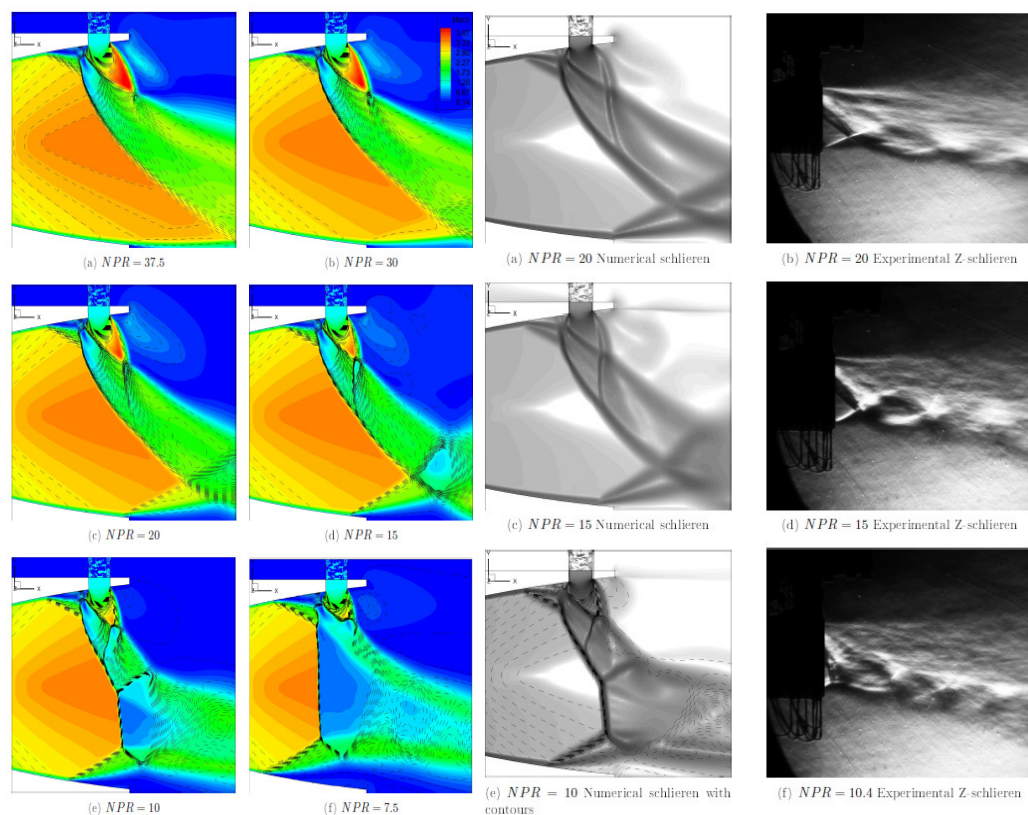 (a) NPR = 37.5
(b) NPR = 30
(a) NPR = 20 Numerical schlieren
(b) NPR = 20 Experimental Z-schlieren
(c) NPR = 20
(d) NPR = 15
(c) NPR = 15 Numerical schlieren
(d) NPR = 15 Experimental Z-schlieren
(e) NPR = 10
(f) NPR = 7.5
(e) NPR = 10 Numerical schlieren with
contours
(f) NPR = 10.4 Experimental Z-schlieren